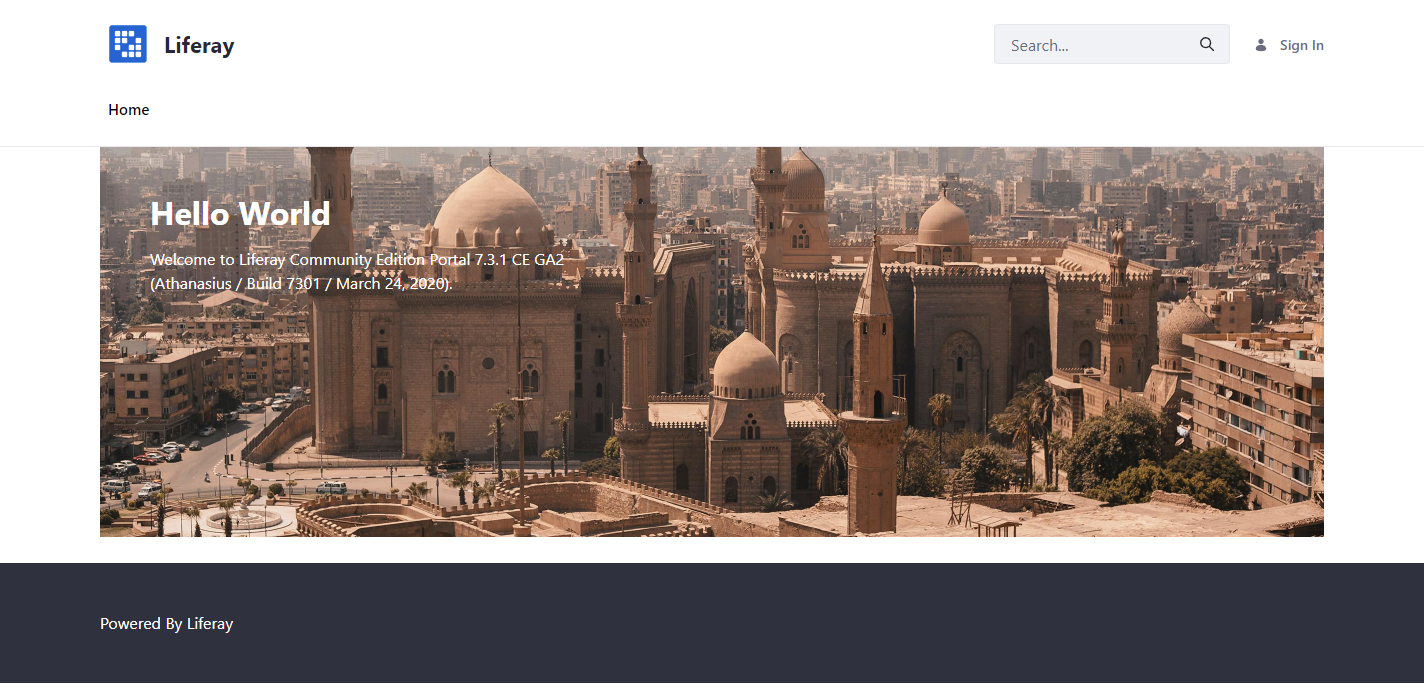 Liferay
Search...
Sign In
Home
Hello World
Welcome to Liferay Community Edition Portal 7.3.1 CE GA2
(Athanasius / Build 7301 / March 24, 2020).
Powered By Liferay